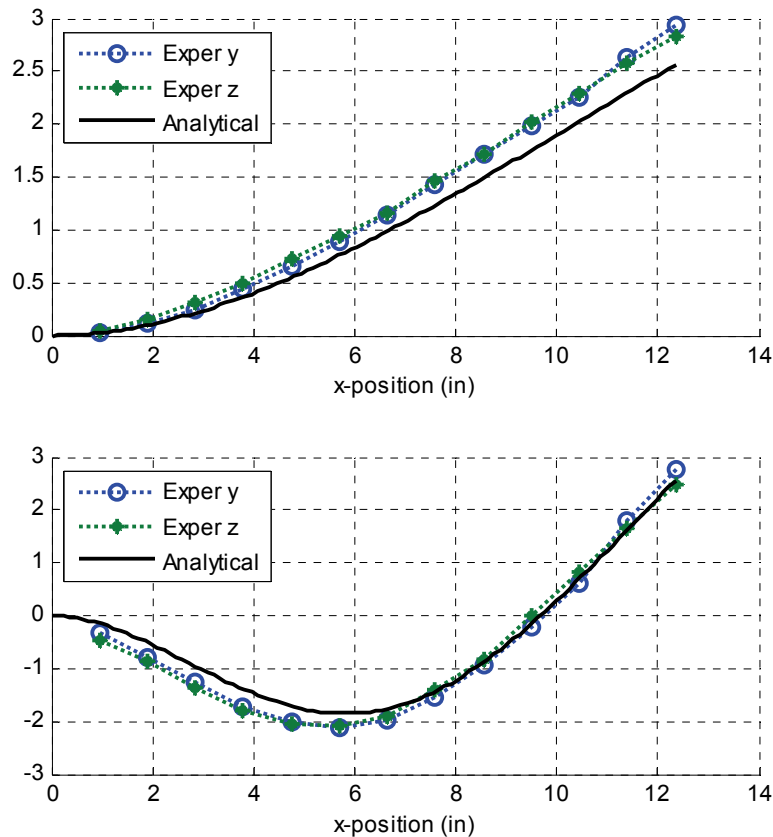 3
2.5
2
1.5
1
0.5
0
Exper y
Exper z
Analytical
0 2 4 6 8 10 12 14
x-position (in)
3
2
1
0
-1
-2
-3
Exper y
Exper z
Analytical
0 2 4 6 8 10 12 14
x-position (in)